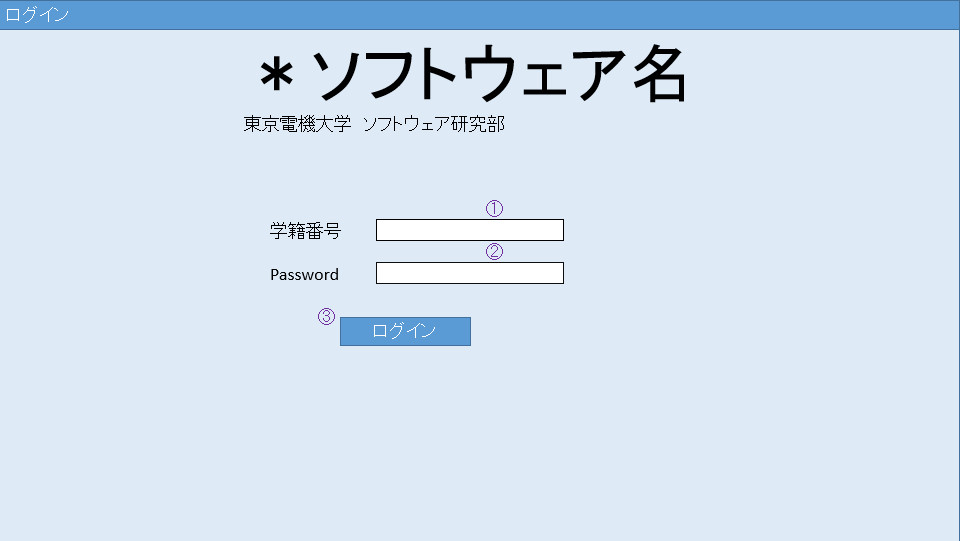 ログイン
＊ソフトウェア名
東京電機大学　ソフトウェア研究部
①
学籍番号
②
Password
③
ログイン